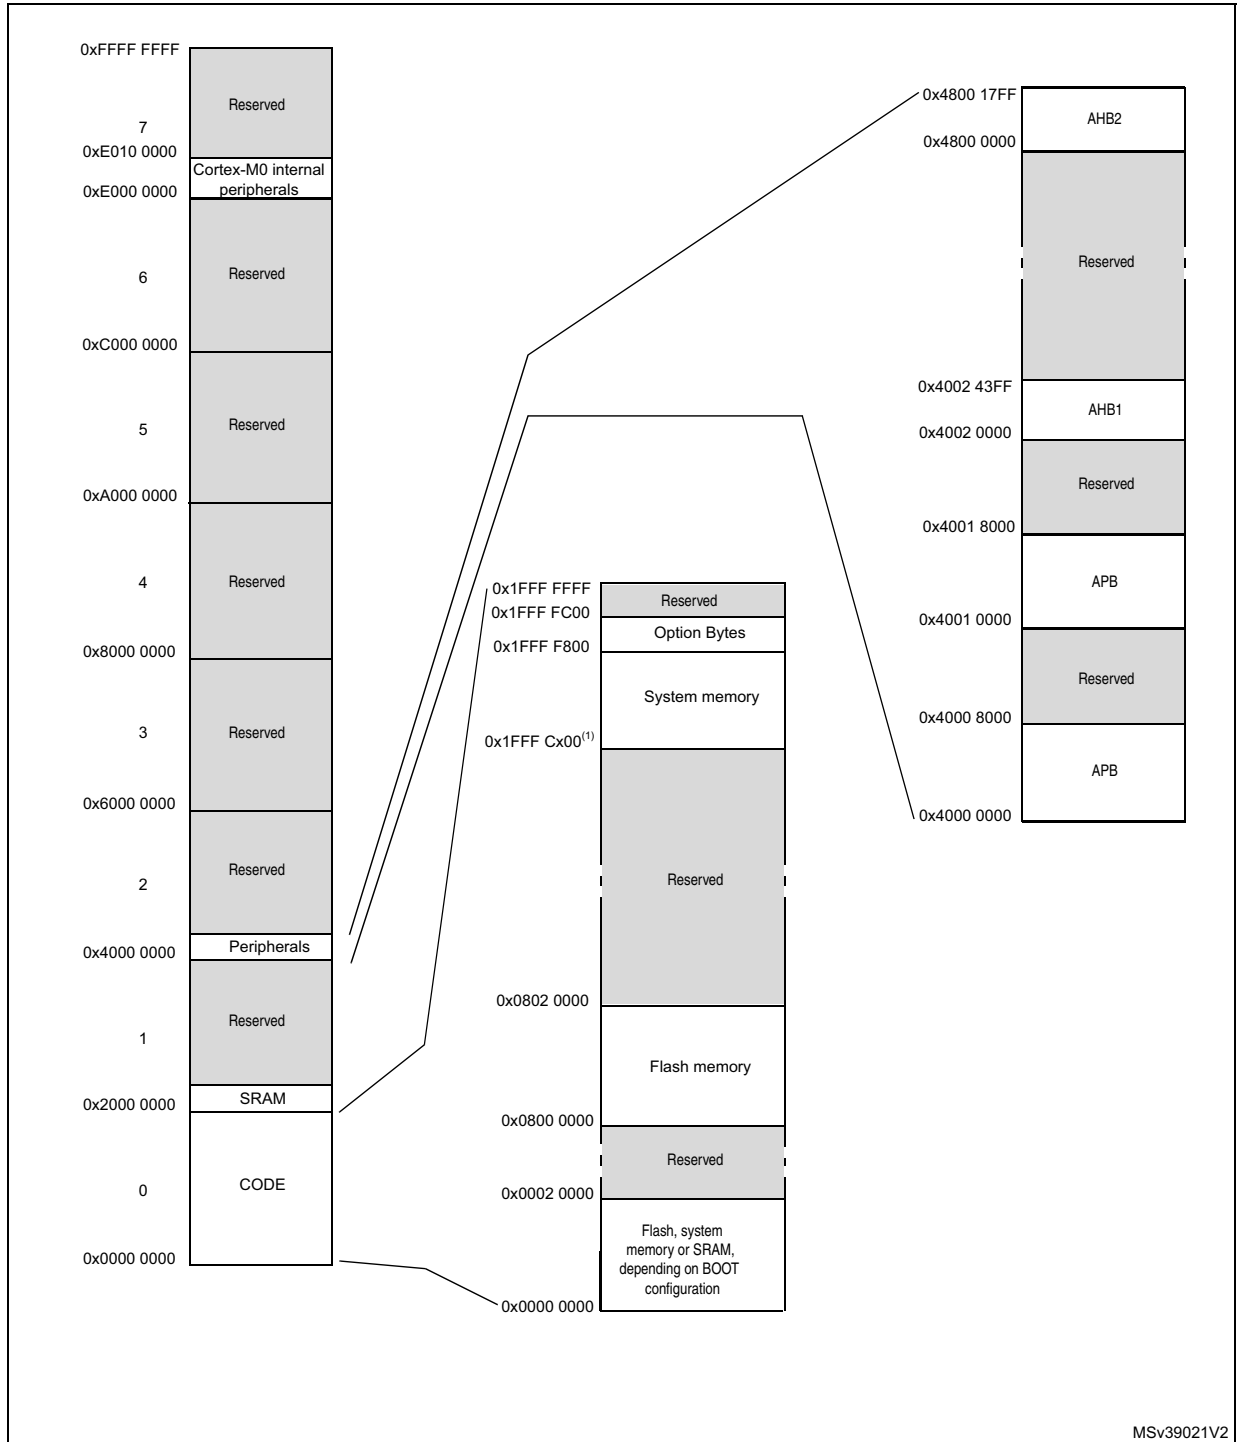 0xFFFF FFFF
Reserved
7
0xE010 0000
Cortex-M0 internal
peripherals
0xE000 0000
6
Reserved
0xC000 0000
5
Reserved
0xA000 0000
4
Reserved
0x8000 0000
3
Reserved
0x6000 0000
2
Reserved
0x4000 0000
Peripherals
1
Reserved
0x2000 0000
SRAM
0
CODE
0x0000 0000
0x1FFF FFFF
Reserved
0x1FFF FC00
Option Bytes
0x1FFF F800
System memory
0x1FFF Cx00(1)
Reserved
0x0802 0000
Flash memory
0x0800 0000
Reserved
0x0002 0000
Flash, system
memory or SRAM,
depending on BOOT
configuration
0x0000 0000
0x4800 17FF
AHB2
0x4800 0000
Reserved
0x4002 43FF
AHB1
0x4002 0000
Reserved
0x4001 8000
APB
0x4001 0000
Reserved
0x4000 8000
APB
0x4000 0000
MSv39021V2